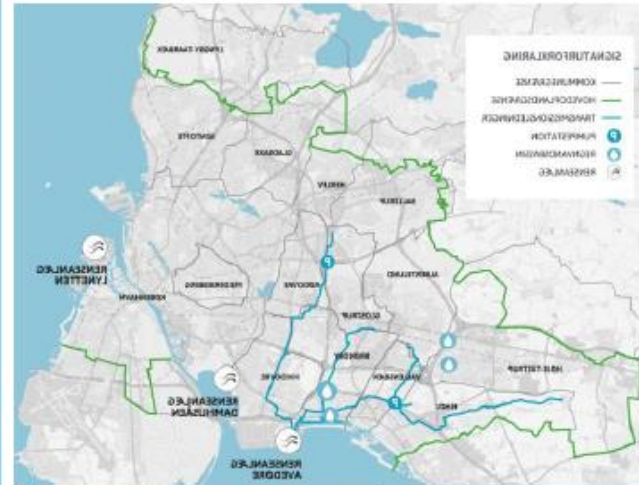 SIGNATURFORKLARING
KOMMUNEGRÆNSE
HOVEDOPLANDSGRÆNSE
TRANSMISSIONSLEDNINGER
P PUMPESTATION
REGNVANDSBASSIN
RENSEANLÆG
LYNGBY TAARBÆK
GENTOFTE
GLADSAXE
HERLEV
BALLERUP
RENSEANLÆG
LYNETTEN
KØBENHAVN
FREDERIKSBERG
RØDOVRE
P
ALBERTSLUND
GLOSTRUP
BRØNDBY
HVIDOVRE
VALLENSBÆK
HØJE-TAASTRUP
ISHØJ
P
RENSEANLÆG
DAMHUSÅEN
RENSEANLÆG
AVEDØRE